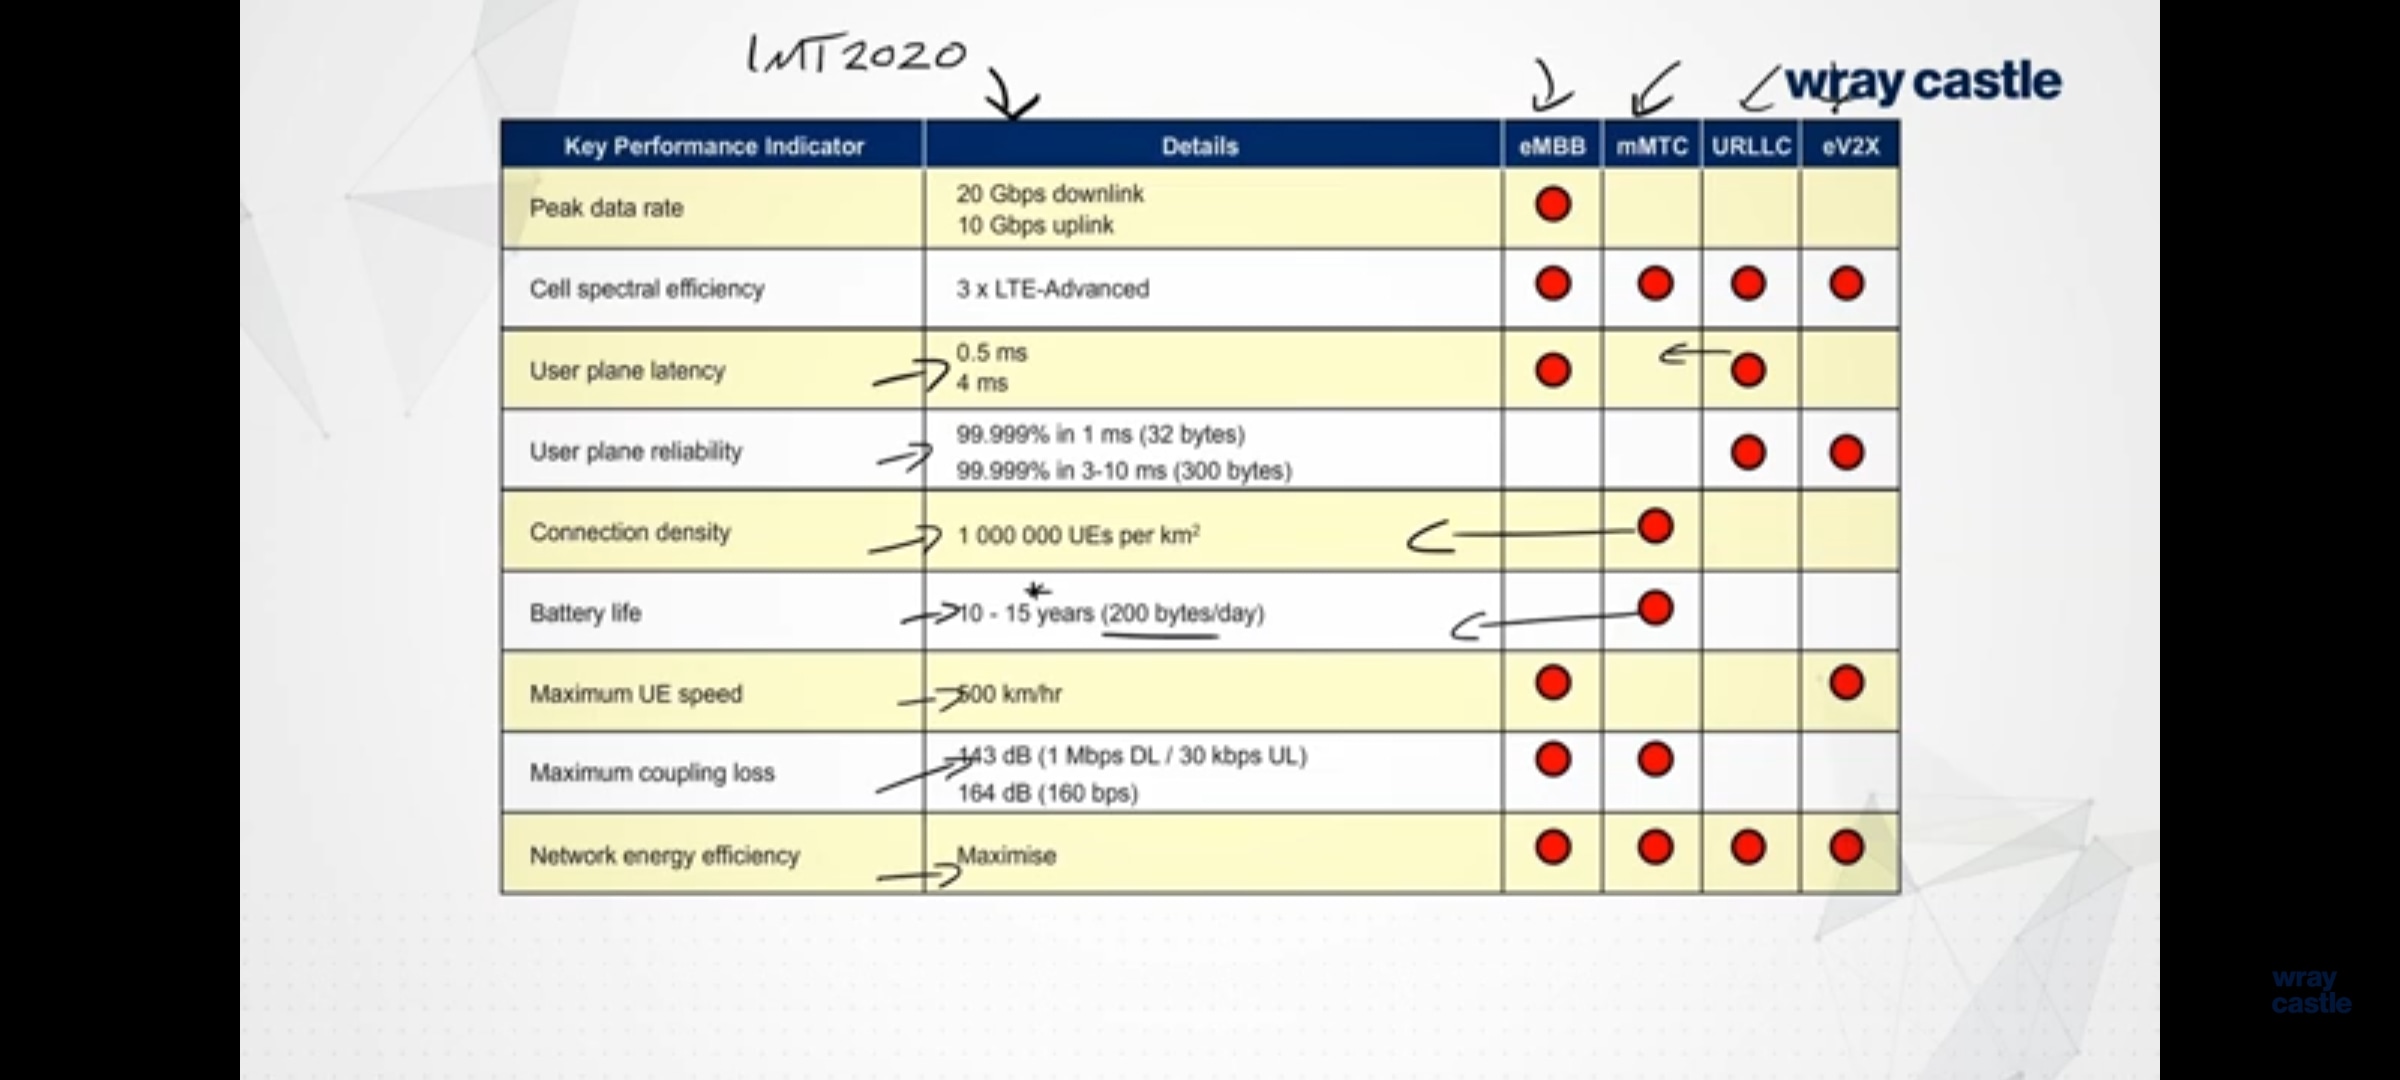 IMT2020
wray castle
Key Performance Indicator Details eMBB mMTC URLLC eV2X
Peak data rate
20 Gbps downlink
10 Gbps uplink
Cell spectral efficiency
3 x LTE-Advanced
User plane latency
0.5 ms
4 ms
User plane reliability
99.999% in 1 ms (32 bytes)
99.999% in 3-10 ms (300 bytes)
Connection density
1 000 000 UEs per km²
Battery life
10 - 15 years (200 bytes/day)
*
Maximum UE speed
500 km/hr
Maximum coupling loss
143 dB (1 Mbps DL / 30 kbps UL)
164 dB (160 bps)
Network energy efficiency
Maximise
wray
castle